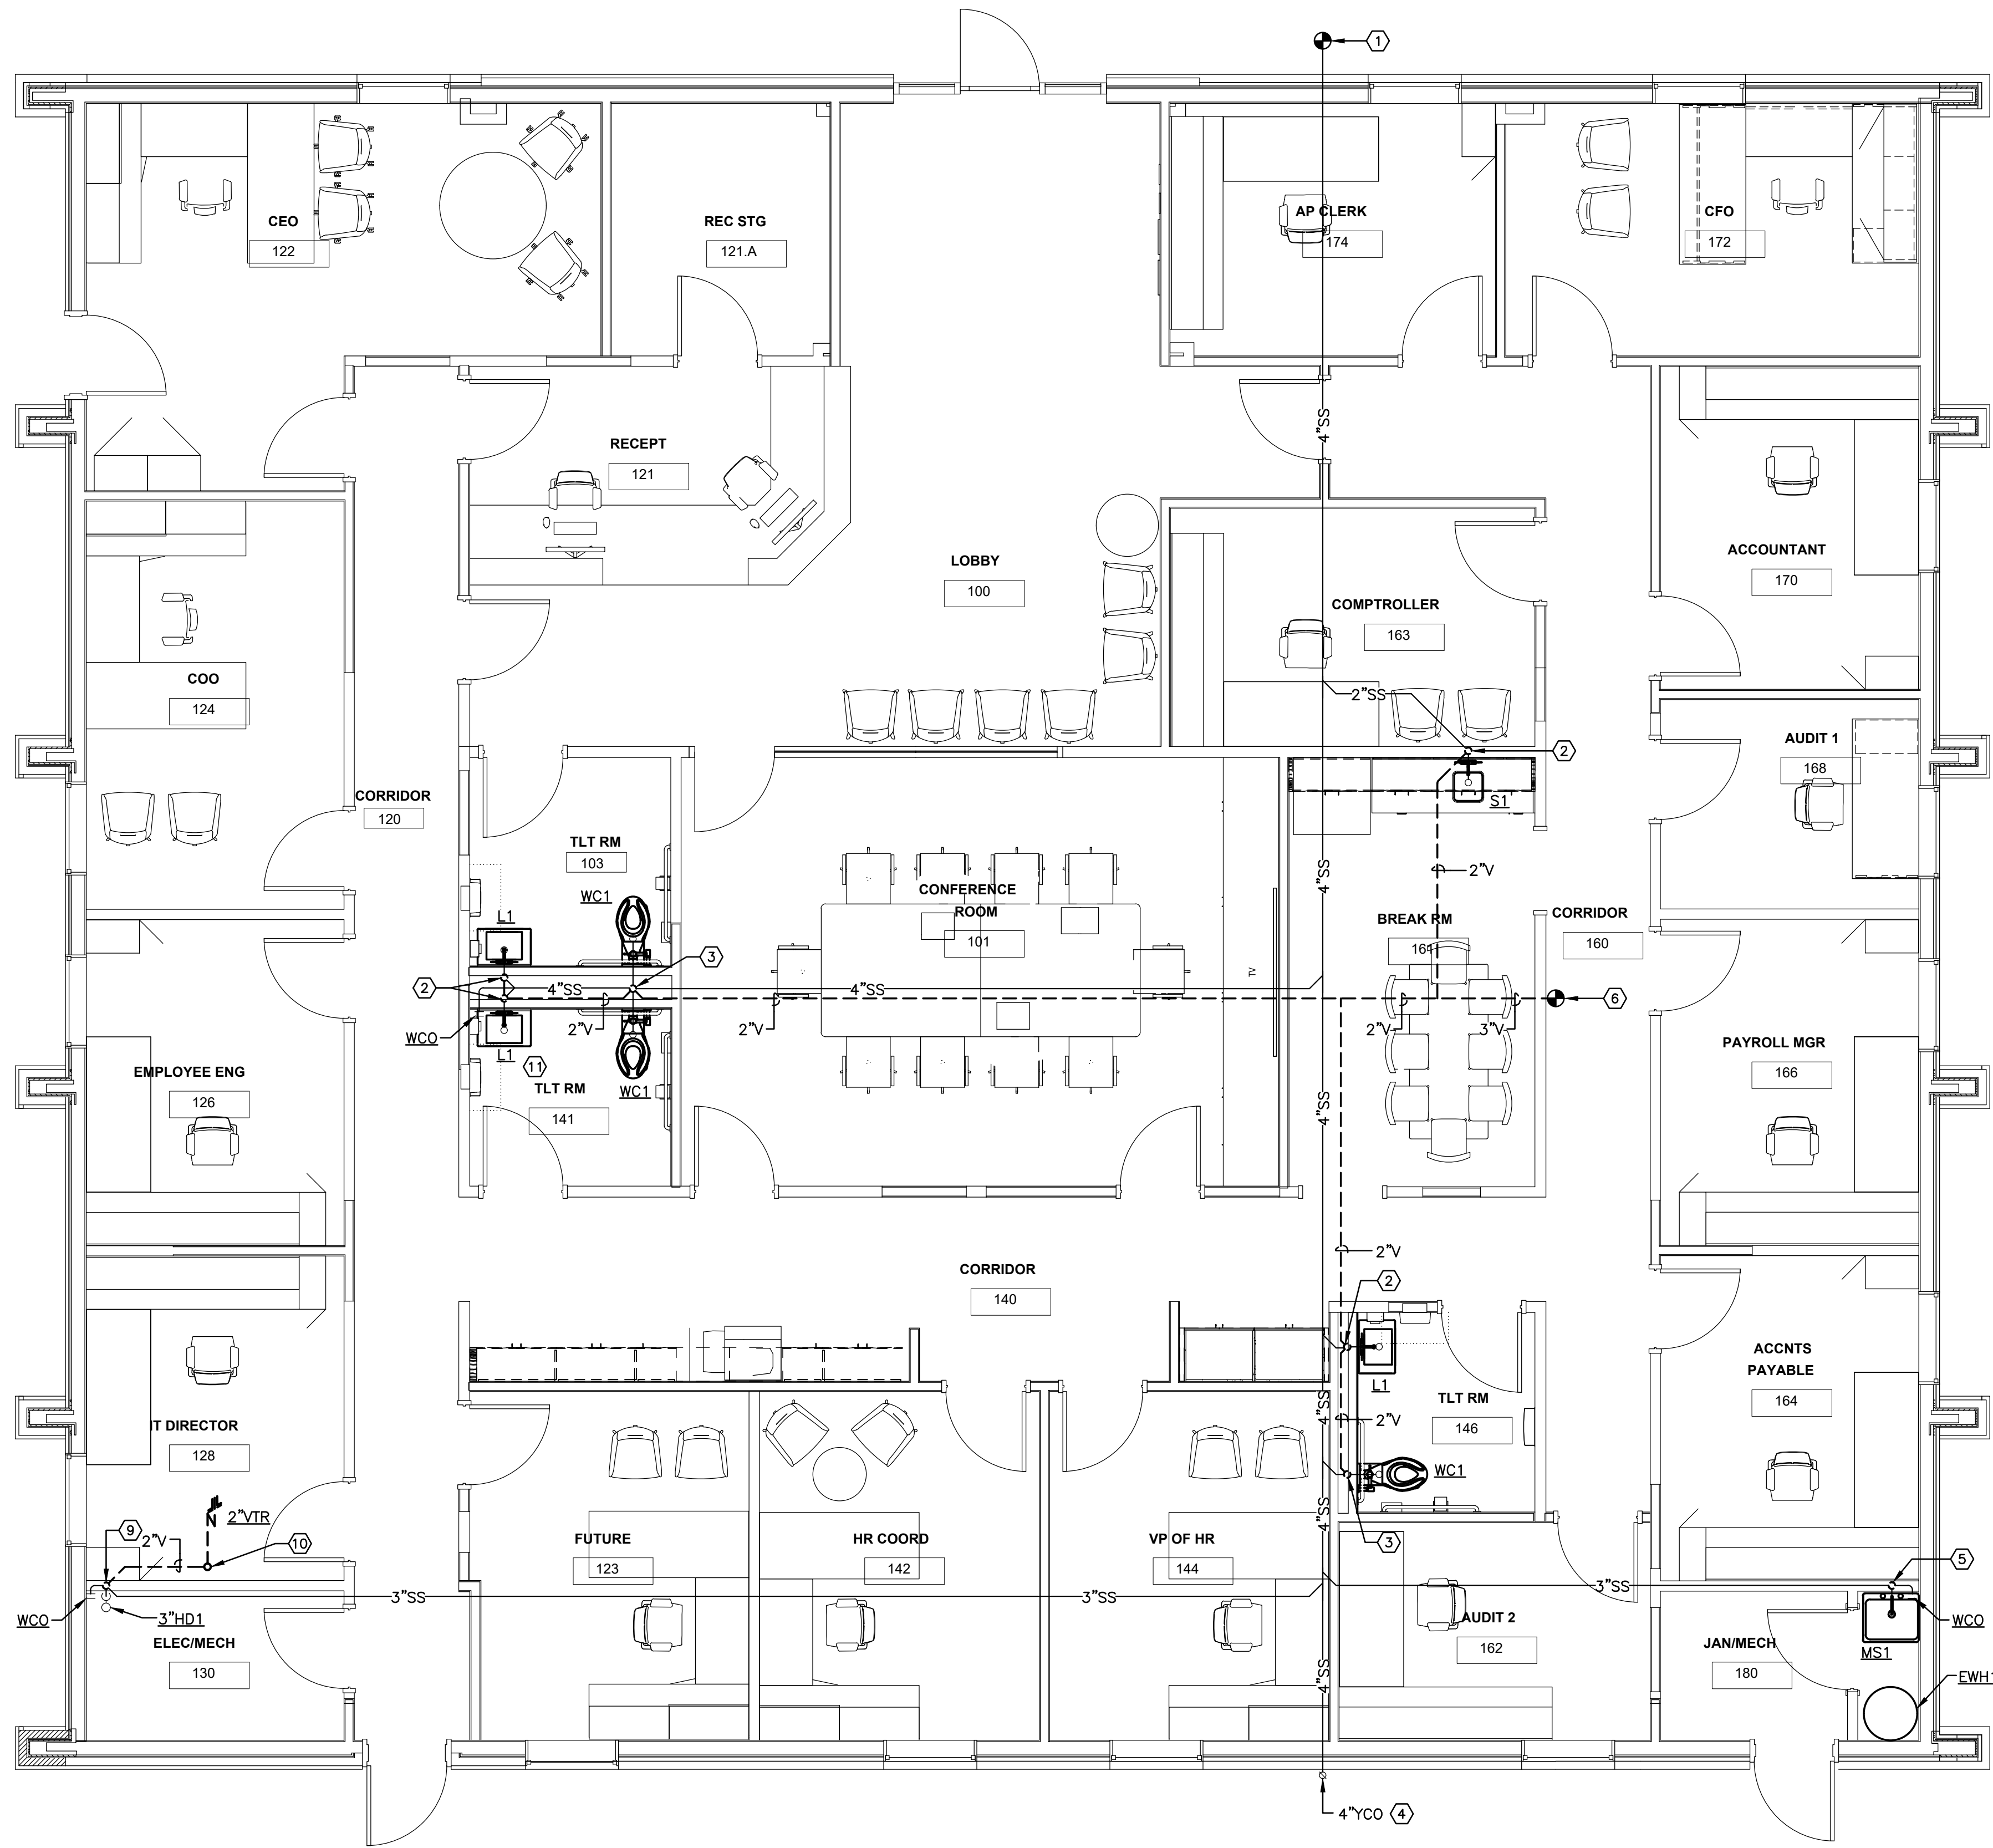 1
CEO
122
REC STG
121.A
AP CLERK
174
CFO
172
4"SS
RECEPT
121
LOBBY
100
ACCOUNTANT
170
COMPTROLLER
163
COO
124
2"SS
AUDIT 1
168
2
S1
CORRIDOR
120
TLT RM
103
4"SS
2"V
WC1
CONFERENCE
ROOM
101
BREAK RM
161
CORRIDOR
160
L1
3
TV
2
4"SS
4"SS
6
WCO
2"V
2"V
2"V
3"V
L1
11
TLT RM
141
WC1
EMPLOYEE ENG
126
PAYROLL MGR
166
4"SS
2"V
CORRIDOR
140
2
L1
ACCNTS
PAYABLE
164
4"SS
2"V
TLT RM
146
IT DIRECTOR
128
WC1
2"VTR
9
2"V
10
FUTURE
123
HR COORD
142
VP OF HR
144
4"SS
3
5
3"SS
3"SS
3"SS
WCO
3"HD1
ELEC/MECH
130
AUDIT 2
162
WCO
JAN/MECH
180
MS1
4"SS
EWH1
4"YCO
4